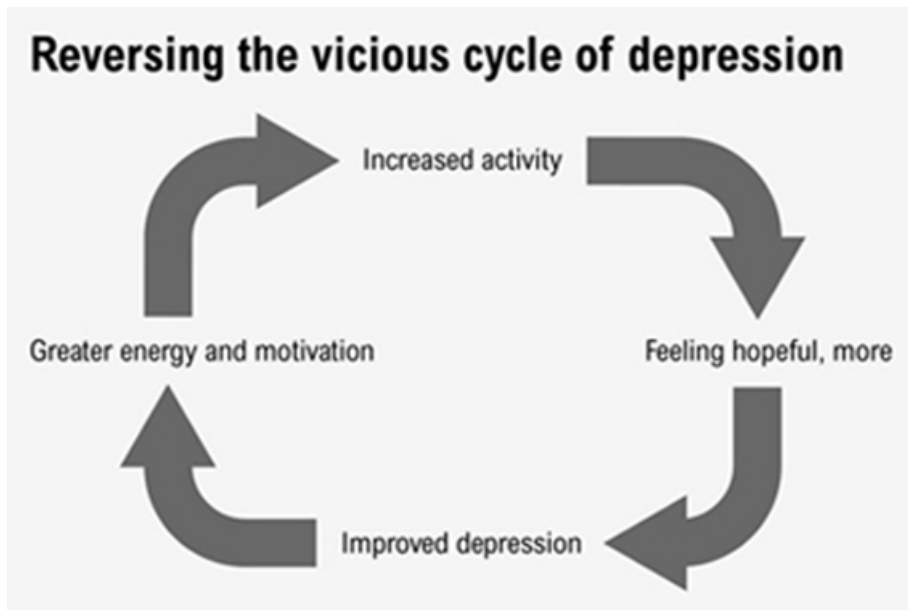 Reversing the vicious cycle of depression
Increased activity
Greater energy and motivation
Feeling hopeful, more
Improved depression